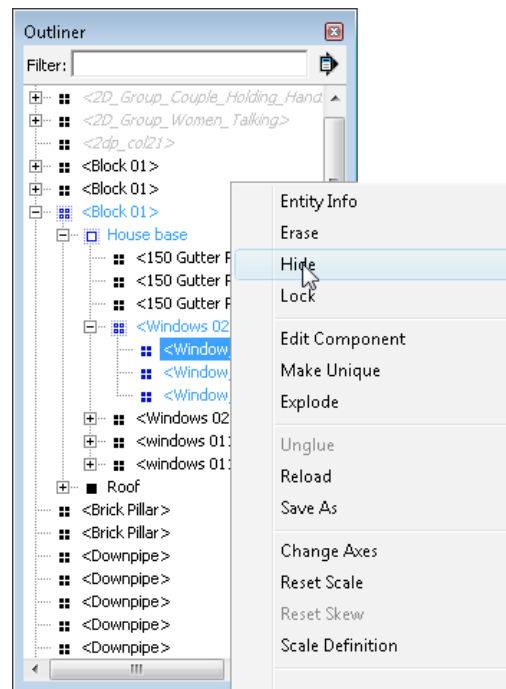 Outliner
Filter:
<2D_Group_Couple_Holding_Hand
<2D_Group_Women_Talking>
<2dp_col21>
<Block 01>
<Block 01>
<Block 01>
House base
<150 Gutter
<150 Gutter
<150 Gutter
<Windows 02
<Window_
<Window_
<Window_
<Windows 02
<windows 01
<windows 01
Roof
<Brick Pillar>
<Brick Pillar>
<Downpipe>
<Downpipe>
<Downpipe>
<Downpipe>
<Downpipe>
Entity Info
Erase
Hide
Lock
Edit Component
Make Unique
Explode
Unglue
Reload
Save As
Change Axes
Reset Scale
Reset Skew
Scale Definition